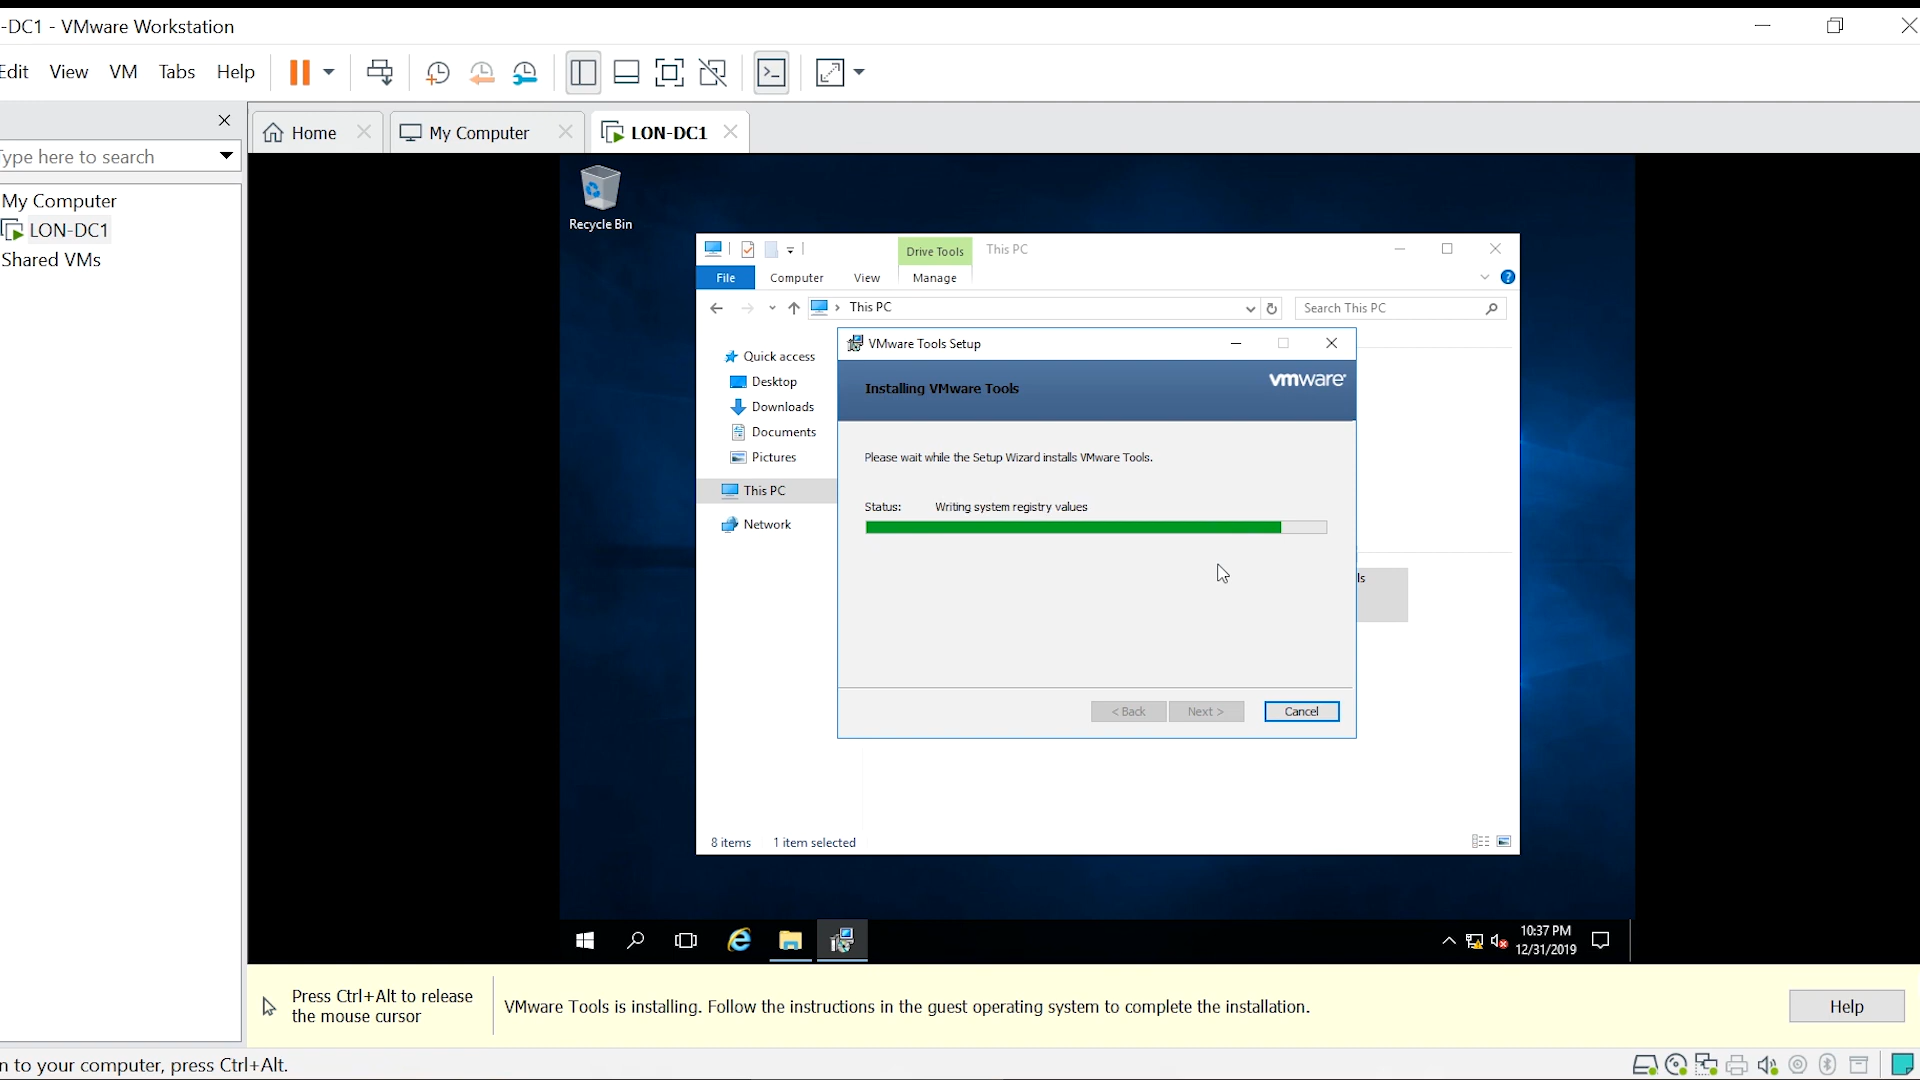 -DC1 - VMware Workstation
Edit View VM Tabs Help
Home
My Computer
LON-DC1
Type here to search
My Computer
LON-DC1
Shared VMs
Recycle Bin
Drive Tools
This PC
File
Computer
View
Manage
This PC
Search This PC
VMware Tools Setup
Quick access
Desktop
Downloads
Documents
Pictures
This PC
Network
Installing VMware Tools
vmware
Please wait while the Setup Wizard installs VMware Tools.
Status: Writing system registry values
ls
< Back
Next >
Cancel
8 items 1 item selected
10:37 PM
12/31/2019
Press Ctrl+Alt to release
the mouse cursor
VMware Tools is installing. Follow the instructions in the guest operating system to complete the installation.
Help
n to your computer, press Ctrl+Alt.